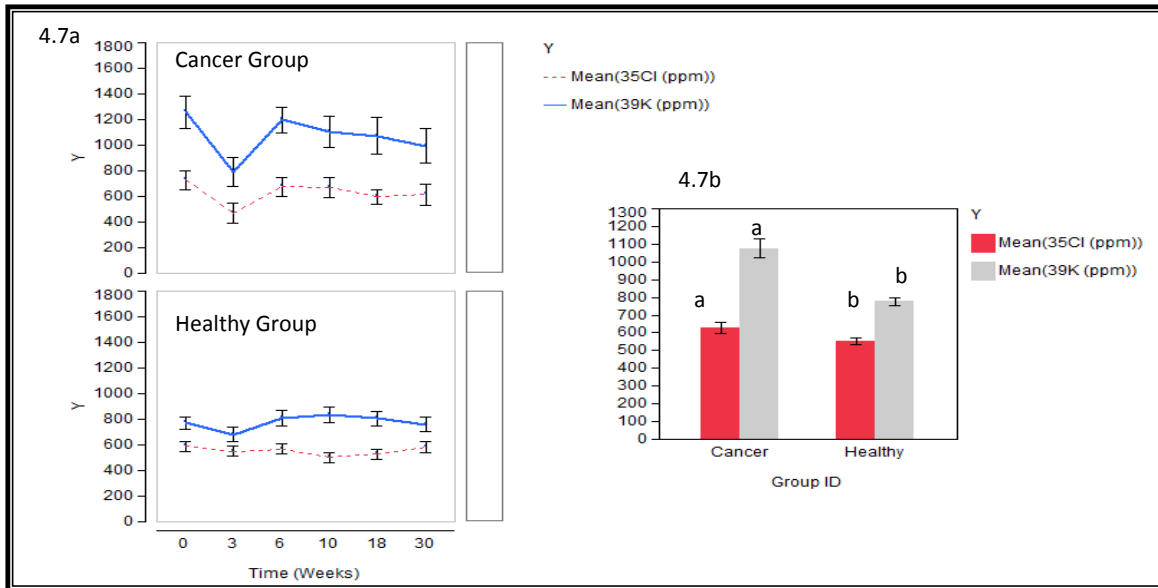 4.7a
Cancer Group
1800
1600
1400
1200
1000
800
600
400
200
0
Y
Healthy Group
1800
1600
1400
1200
1000
800
600
400
200
0
Y
0 3 6 10 18 30
Time (Weeks)
Y
Mean(35Cl (ppm))
Mean(39K (ppm))
4.7b
1300
1200
1100
1000
900
800
700
600
500
400
300
200
100
0
a a b b
Cancer Healthy
Group ID
Y
Mean(35Cl (ppm))
Mean(39K (ppm))